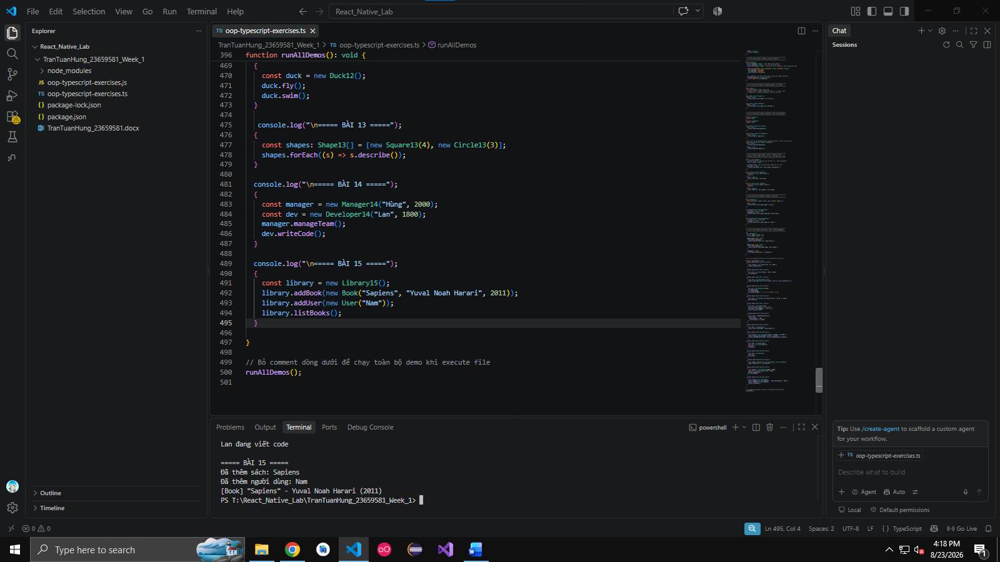 File Edit Selection View Go Run Terminal Help
React_Native_Lab
Explorer
React_Native_Lab
TranTuanHung_23659581_Week_1
node_modules
JS oop-typescript-exercises.js
TS oop-typescript-exercises.ts
{} package-lock.json
{} package.json
TranTuanHung_23659581.docx
Outline
Timeline
TS oop-typescript-exercises.ts
TranTuanHung_23659581_Week_1 > TS oop-typescript-exercises.ts > runAllDemos
396 function runAllDemos(): void {
469 {
470 const duck = new Duck12();
471 duck.fly();
472 duck.swim();
473 }
474
475 console.log("\n===== BÀI 13 =====");
476 {
477 const shapes: Shape13[] = [new Square13(4), new Circle13(3)];
478 shapes.forEach((s) => s.describe());
479 }
480
481 console.log("\n===== BÀI 14 =====");
482 {
483 const manager = new Manager14("Hùng", 2000);
484 const dev = new Developer14("Lan", 1800);
485 manager.manageTeam();
486 dev.writeCode();
487 }
488
489 console.log("\n===== BÀI 15 =====");
490 {
491 const library = new Library15();
492 library.addBook(new Book("Sapiens", "Yuval Noah Harari", 2011));
493 library.addUser(new User("Nam"));
494 library.listBooks();
495 }
496
497 }
498
499 // Bỏ comment dòng dưới để chạy toàn bộ demo khi execute file
500 runAllDemos();
501
Problems Output Terminal Ports Debug Console
powershell
Lan đang viết code
===== BÀI 15 =====
Đã thêm sách: Sapiens
Đã thêm người dùng: Nam
[Book] "Sapiens" - Yuval Noah Harari (2011)
PS T:\React_Native_Lab\TranTuanHung_23659581_Week_1>
Chat
Sessions
Tip: Use /create-agent to scaffold a custom agent
for your workflow.
TS oop-typescript-exercises.ts
Describe what to build
Agent Auto
Local Default permissions
0 0
Ln 495, Col 4 Spaces: 2 UTF-8 LF {} TypeScript Go Live
Type here to search
4:18 PM
8/23/2026
1